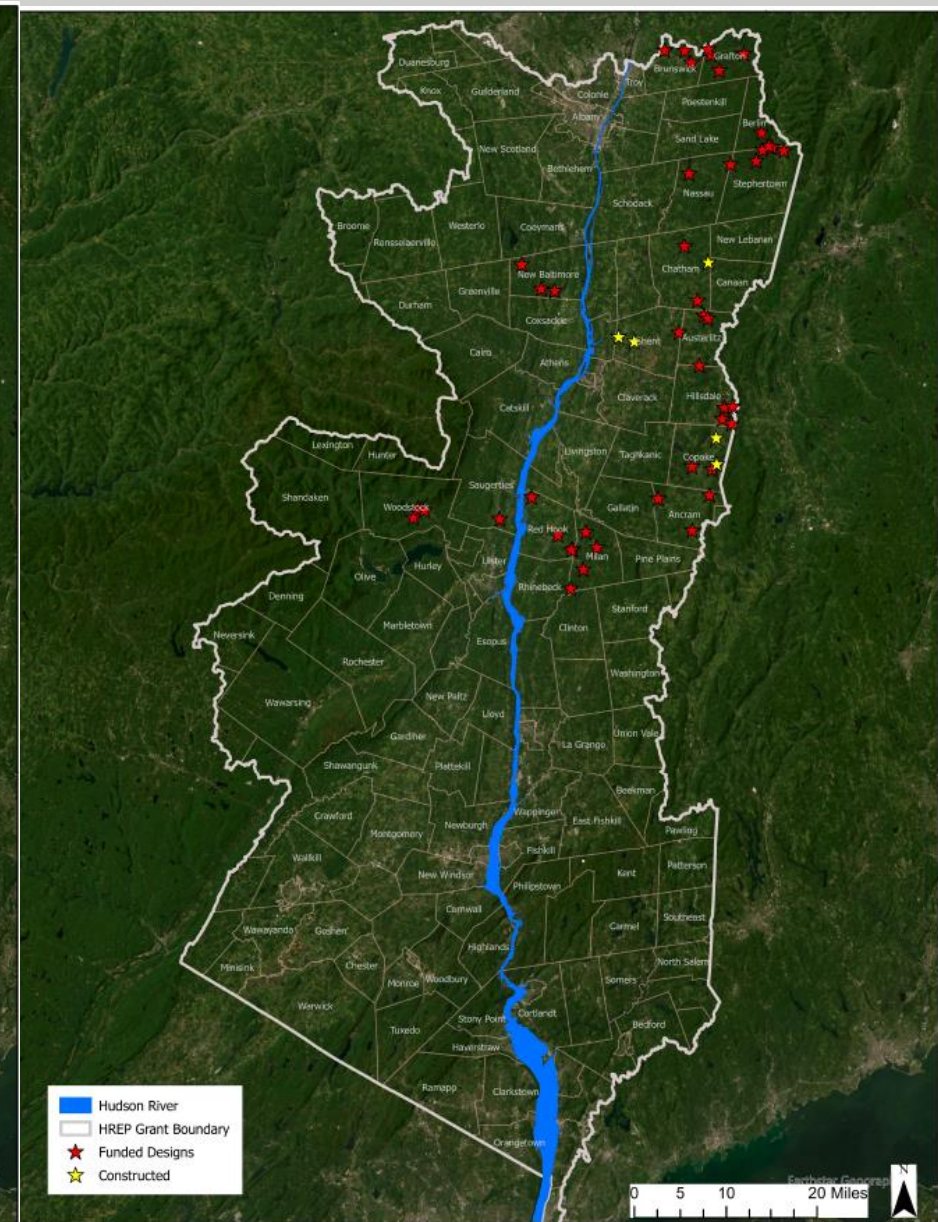 Duanesburg
Knox
Guilderland
Colonie
Albany
Troy
Brunswick
Grafton
Poestenkill
Berlin
Sand Lake
New Scotland
Bethlehem
Nassau
Stephentown
Schodack
Broome
Rensselaerville
Westerlo
Coeymans
New Lebanon
Chatham
Canaan
New Baltimore
Greenville
Durham
Coxsackie
Cairo
Athens
Austerlitz
Claverack
Hillsdale
Catskill
Lexington
Hunter
Livingston
Taghkanic
Copake
Shandaken
Saugerties
Woodstock
Gallatin
Ancram
Red Hook
Milan
Pine Plains
Olive
Hurley
Ulster
Rhinebeck
Denning
Stanford
Neversink
Marbletown
Esopus
Clinton
Rochester
Washington
Wawarsing
New Paltz
Lloyd
Gardiner
La Grange
Union Vale
Shawangunk
Plattekill
Beekman
Crawford
Montgomery
Newburgh
Wappinger
East Fishkill
Pawling
Wallkill
Fishkill
New Windsor
Philipstown
Kent
Patterson
Cornwall
Wawayanda
Goshen
Carmel
Southeast
Highlands
Minisink
Chester
Monroe
Woodbury
Somers
North Salem
Warwick
Tuxedo
Stony Point
Cortlandt
Bedford
Haverstraw
Ramapo
Clarkstown
Orangetown
Hudson River
HREP Grant Boundary
Funded Designs
Constructed
Earthstar Geograp
0 5 10 20 Miles
N